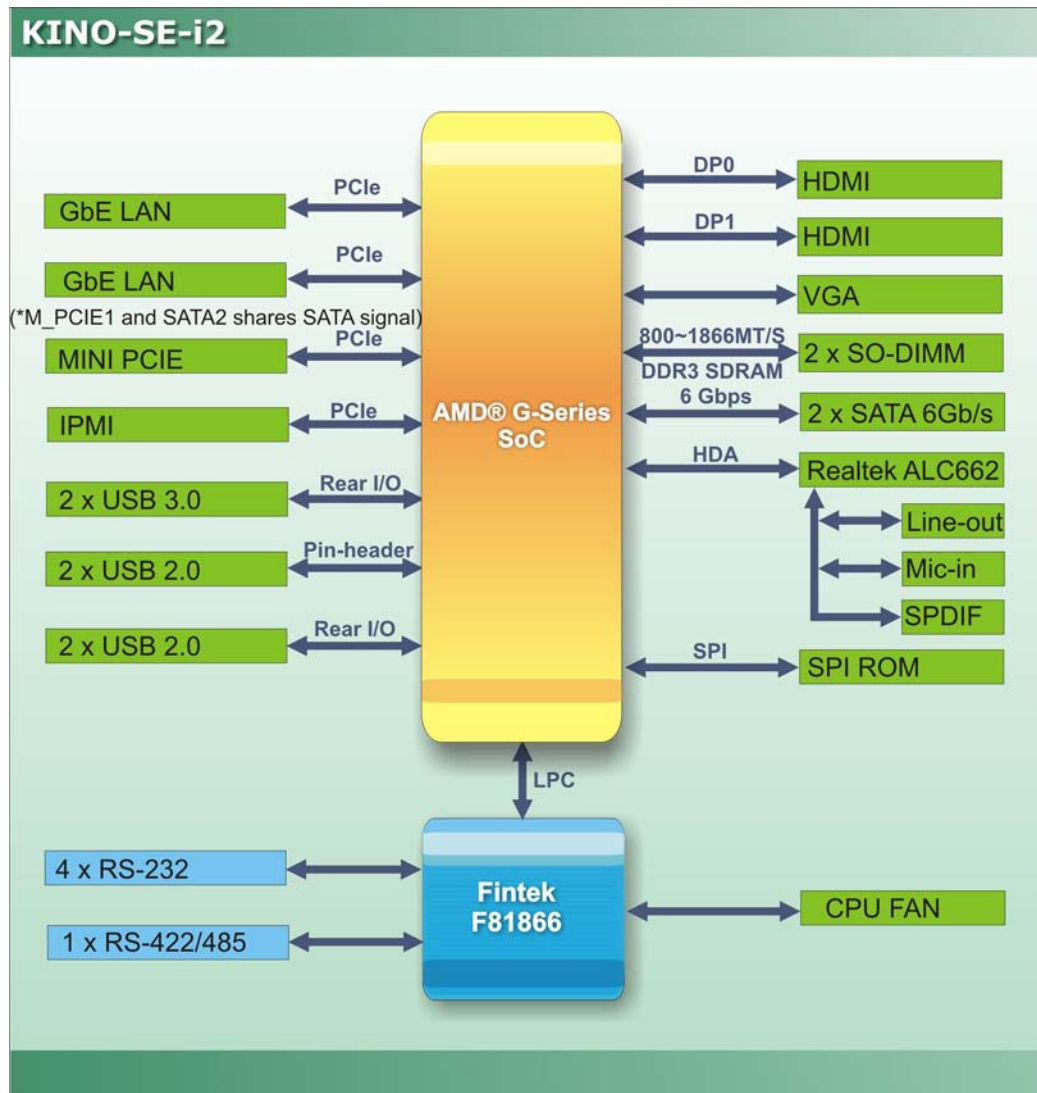 KINO-SE-i2
PCIe
GbE LAN
PCIe
GbE LAN
(*M_PCIE1 and SATA2 shares SATA signal)
PCIe
MINI PCIE
PCIe
IPMI
Rear I/O
2 x USB 3.0
Pin-header
2 x USB 2.0
Rear I/O
2 x USB 2.0
AMD® G-Series
SoC
DP0
HDMI
DP1
HDMI
VGA
800~1866MT/S
2 x SO-DIMM
DDR3 SDRAM
6 Gbps
2 x SATA 6Gb/s
HDA
Realtek ALC662
Line-out
Mic-in
SPDIF
SPI
SPI ROM
LPC
4 x RS-232
1 x RS-422/485
Fintek
F81866
CPU FAN